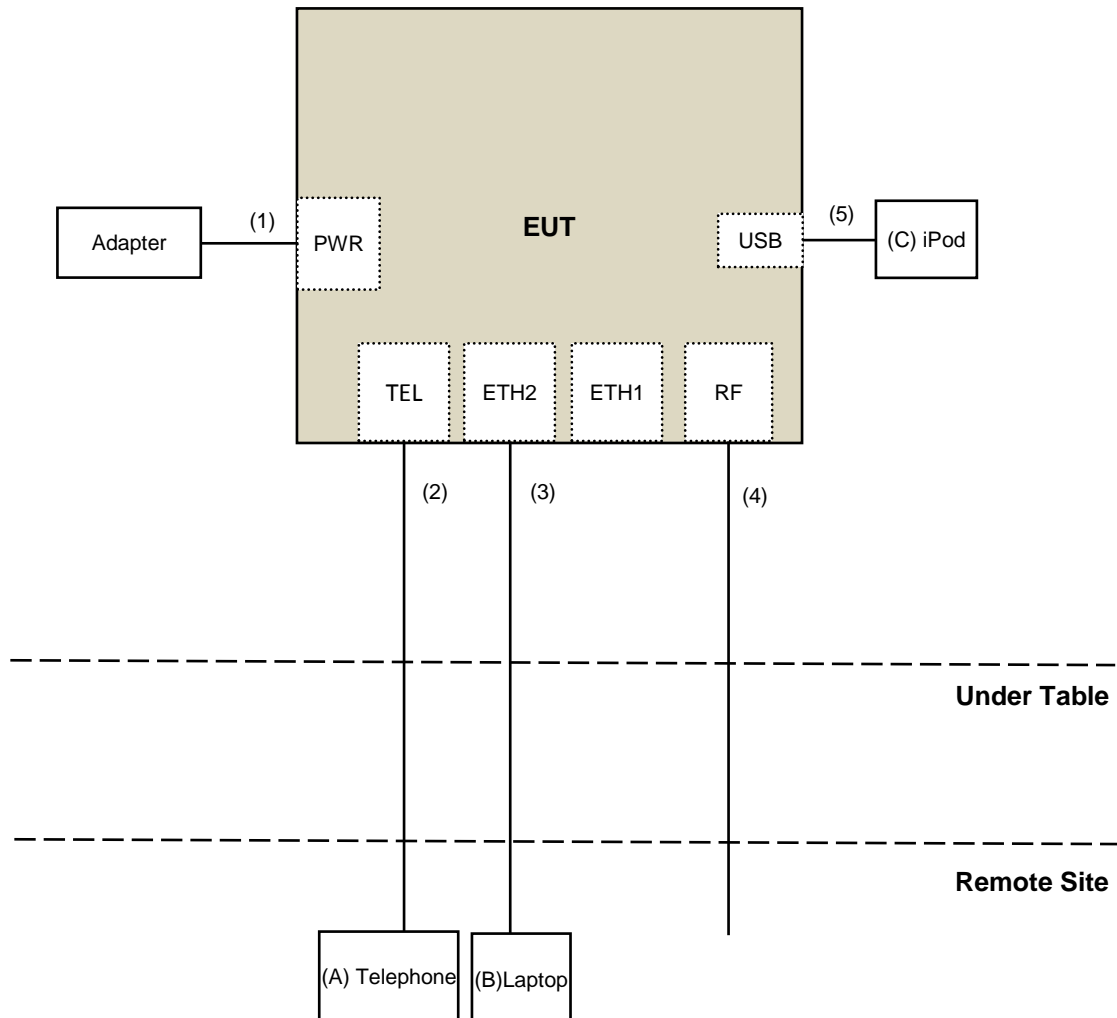 EUT
(1)
(5)
Adapter
PWR
USB
(C) iPod
TEL
ETH2
ETH1
RF
(2)
(3)
(4)
Under Table
Remote Site
(A) Telephone
(B)Laptop